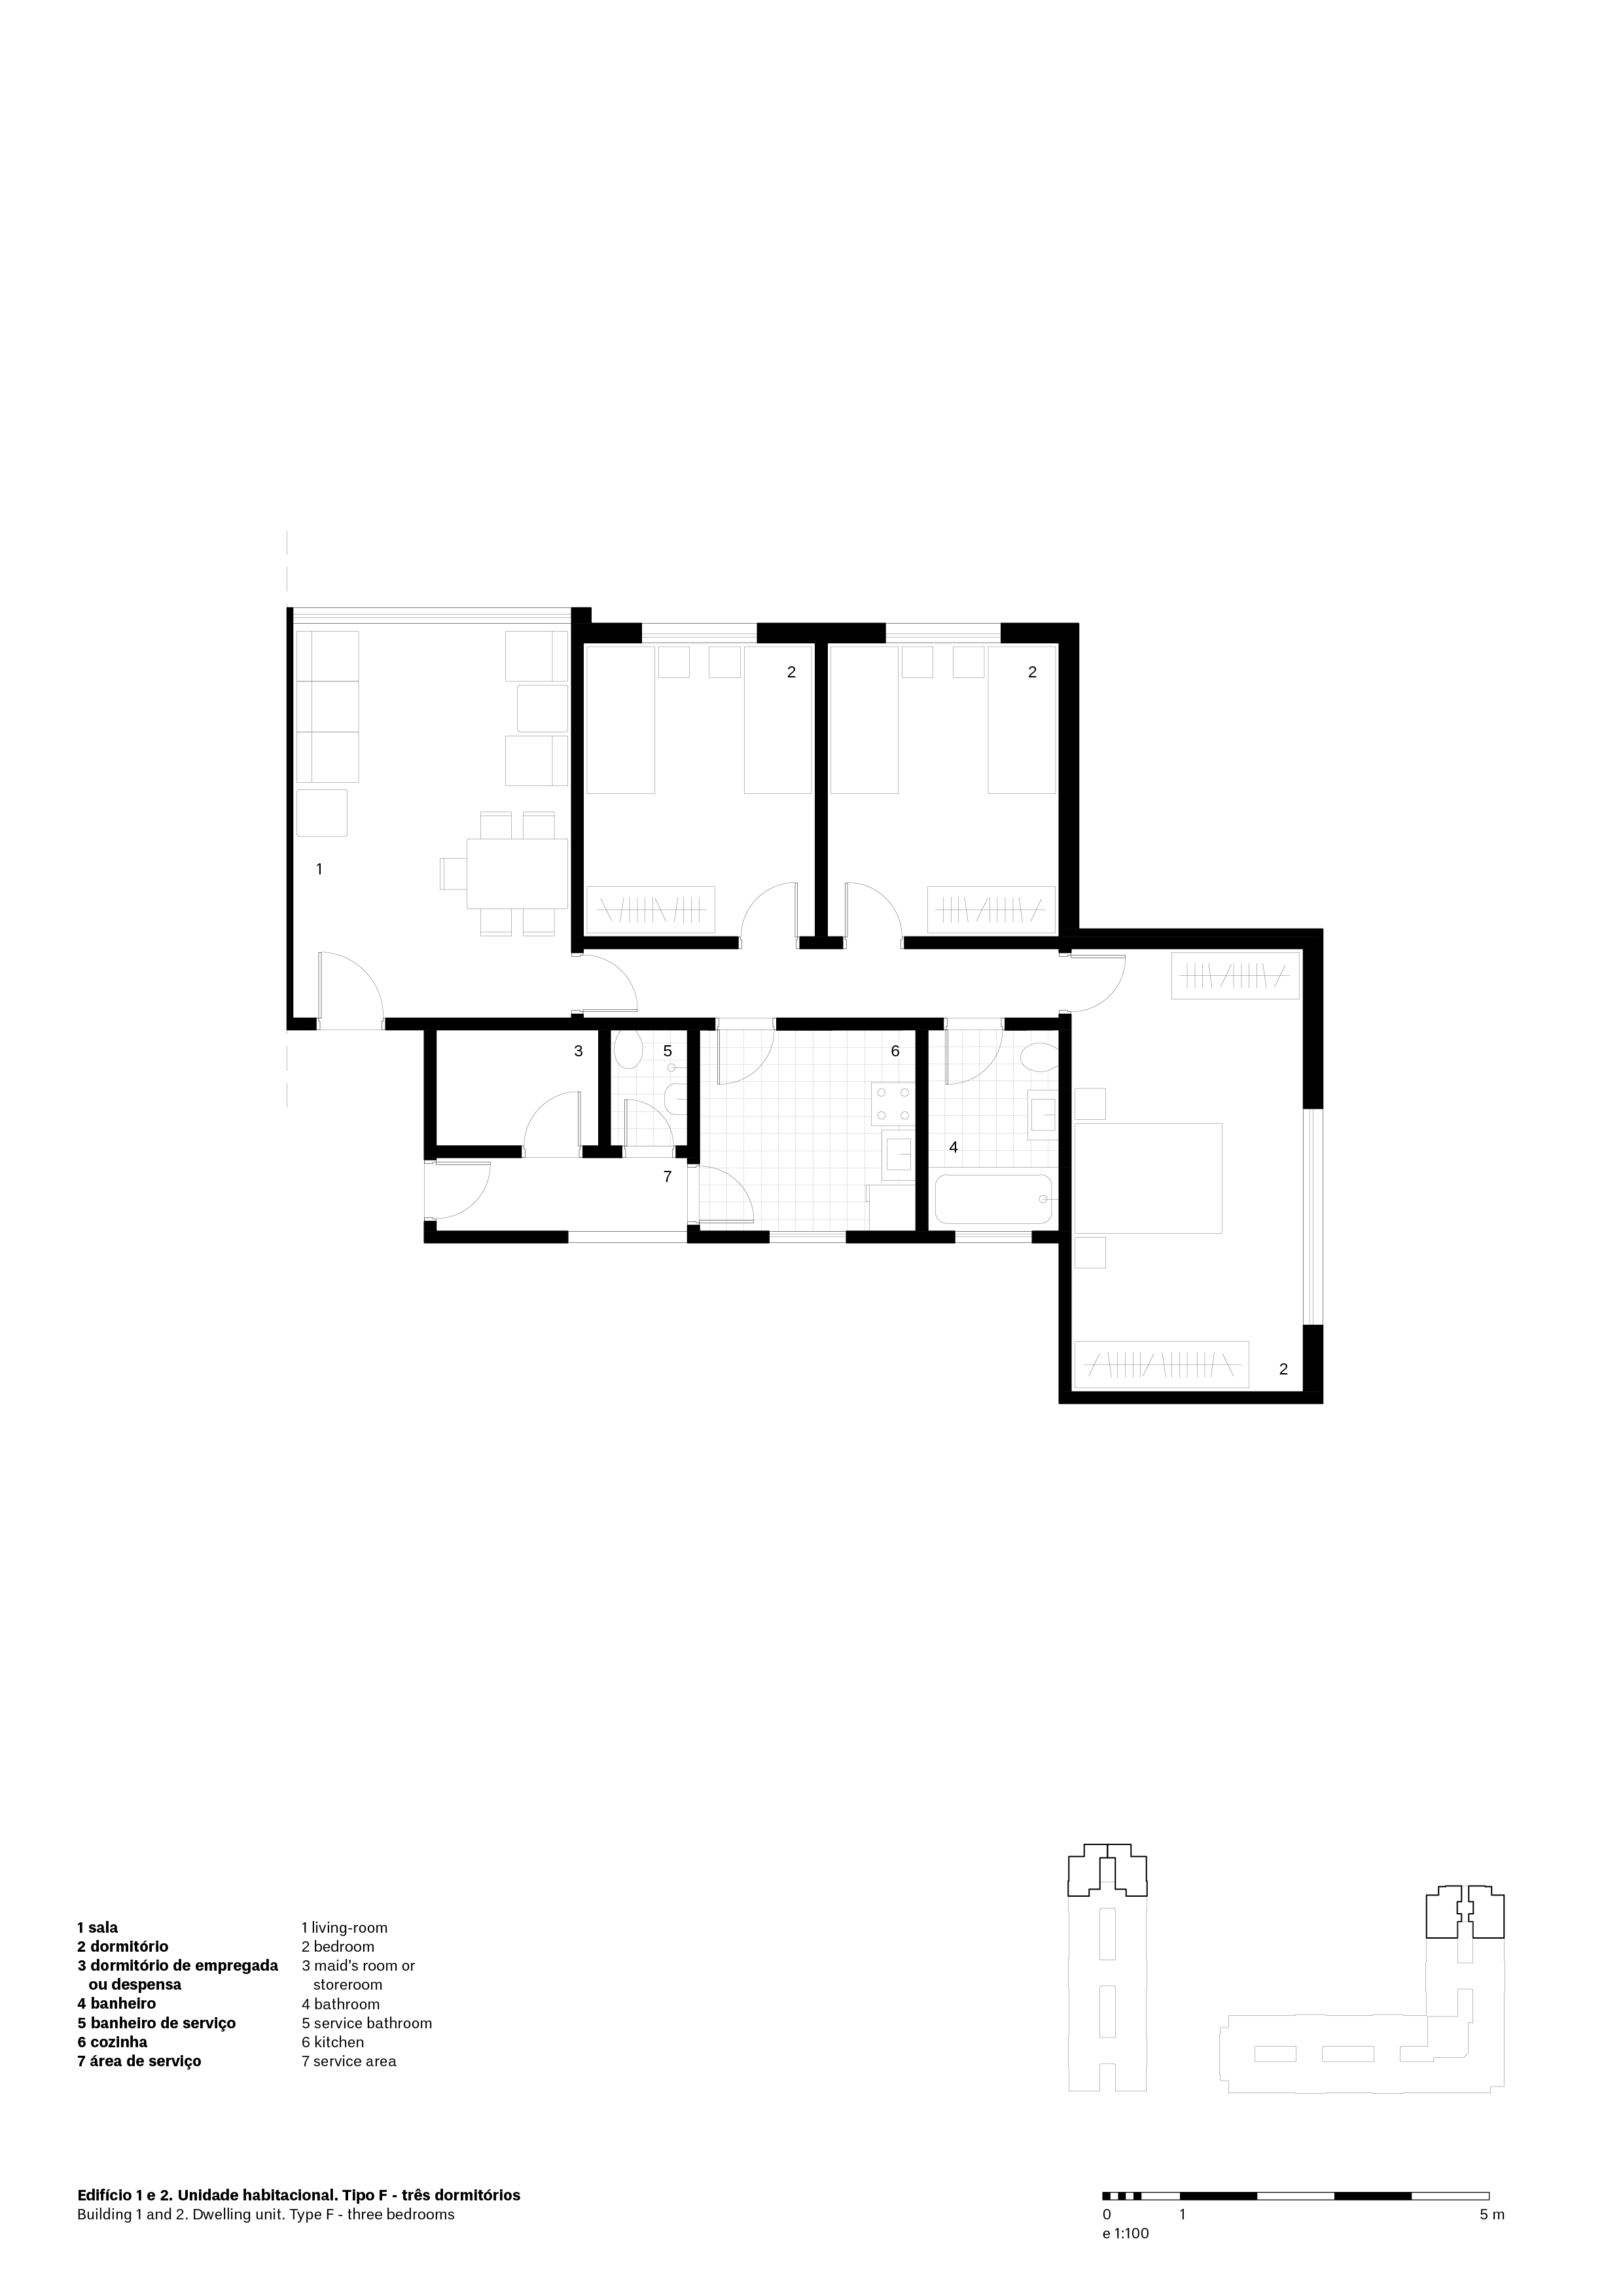 2
2
1
3
5
6
4
7
2
1 sala
2 dormitório
3 dormitório de empregada
ou despensa
4 banheiro
5 banheiro de serviço
6 cozinha
7 área de serviço
1 living-room
2 bedroom
3 maid's room or
storeroom
4 bathroom
5 service bathroom
6 kitchen
7 service area
Edifício 1 e 2. Unidade habitacional. Tipo F - três dormitórios
Building 1 and 2. Dwelling unit. Type F - three bedrooms
0 1 5 m
e 1:100